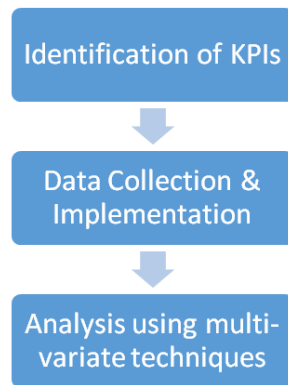 Identification of KPIs
Data Collection &
Implementation
Analysis using multi-
variate techniques